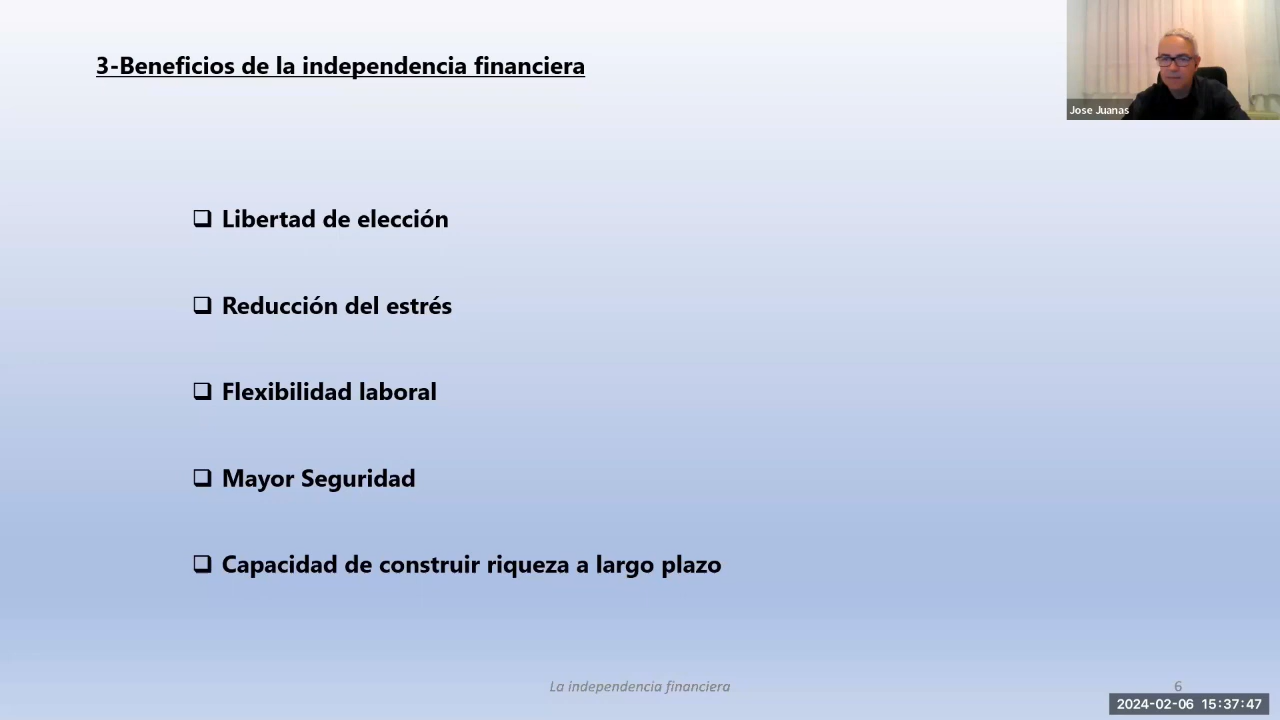 3-Beneficios de la independencia financiera
Jose Juanas
Libertad de elección
Reducción del estrés
Flexibilidad laboral
Mayor Seguridad
Capacidad de construir riqueza a largo plazo
La independencia financiera
6
2024-02-06 15:37:47